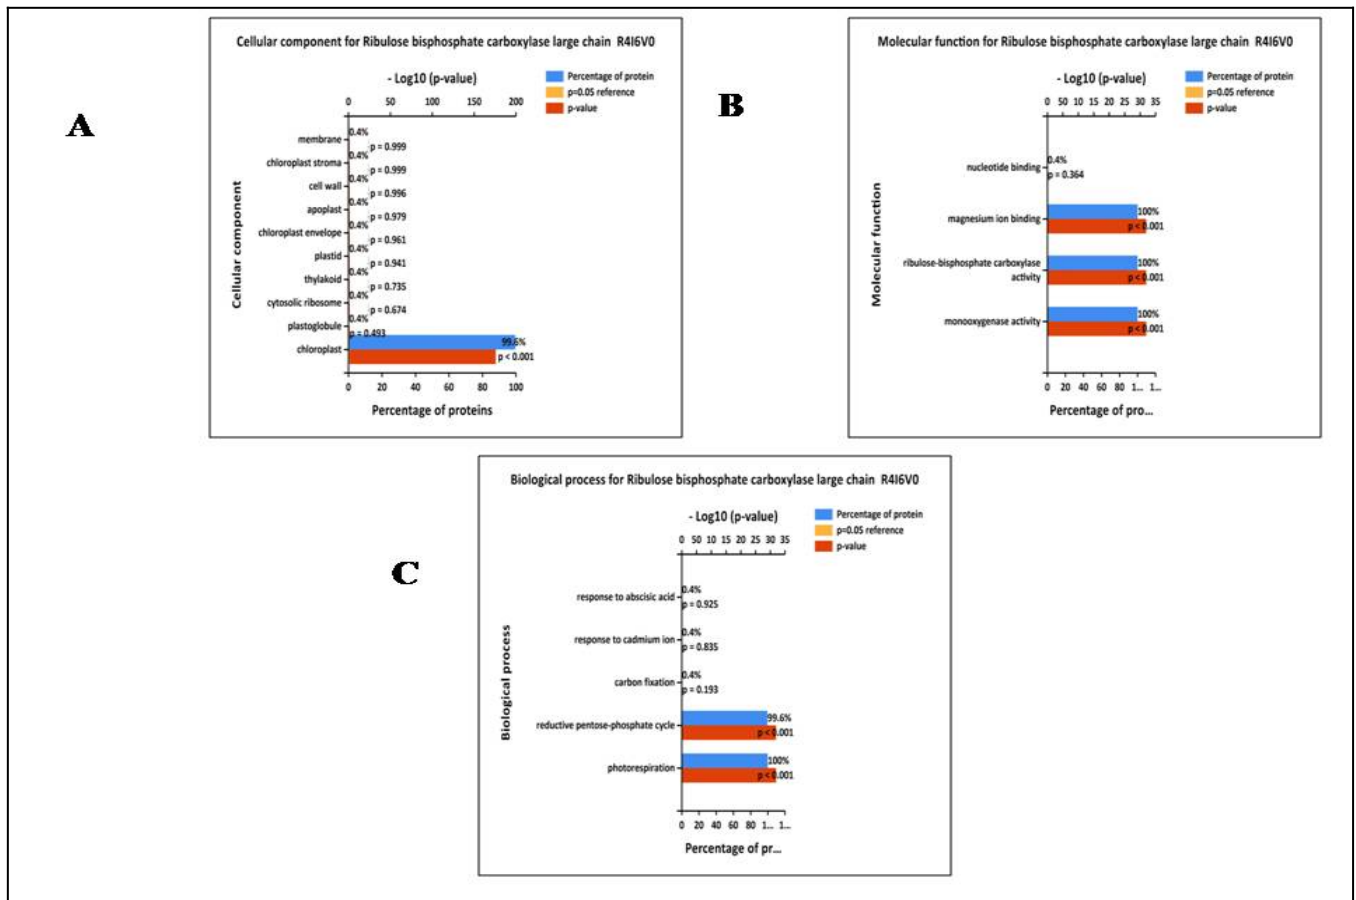 A
Cellular component for Ribulose bisphosphate carboxylase large chain R4I6V0
- Log10 (p-value)
0 50 100 150 200
Percentage of protein
p=0.05 reference
p-value
Cellular component
membrane 0.4% p = 0.999
chloroplast stroma 0.4% p = 0.999
cell wall 0.4% p = 0.996
apoplast 0.4% p = 0.979
chloroplast envelope 0.4% p = 0.961
plastid 0.4% p = 0.941
thylakoid 0.4% p = 0.735
cytosolic ribosome 0.4% p = 0.674
plastoglobule 0.4% p = 0.493
chloroplast 99.6% p < 0.001
0 20 40 60 80 100
Percentage of proteins
B
Molecular function for Ribulose bisphosphate carboxylase large chain R4I6V0
- Log10 (p-value)
0 50 10 15 20 25 30 35
Percentage of protein
p=0.05 reference
p-value
Molecular function
nucleotide binding 0.4% p = 0.364
magnesium ion binding 100% p < 0.001
ribulose-bisphosphate carboxylase
activity 100% p < 0.001
monooxygenase activity 100% p < 0.001
0 20 40 60 80 1... 1...
Percentage of pro...
C
Biological process for Ribulose bisphosphate carboxylase large chain R4I6V0
- Log10 (p-value)
0 50 10 15 20 25 30 35
Percentage of protein
p=0.05 reference
p-value
Biological process
response to abscisic acid 0.4% p = 0.925
response to cadmium ion 0.4% p = 0.835
carbon fixation 0.4% p = 0.193
reductive pentose-phosphate cycle 99.6% p < 0.001
photorespiration 100% p < 0.001
0 20 40 60 80 1... 1...
Percentage of pr...